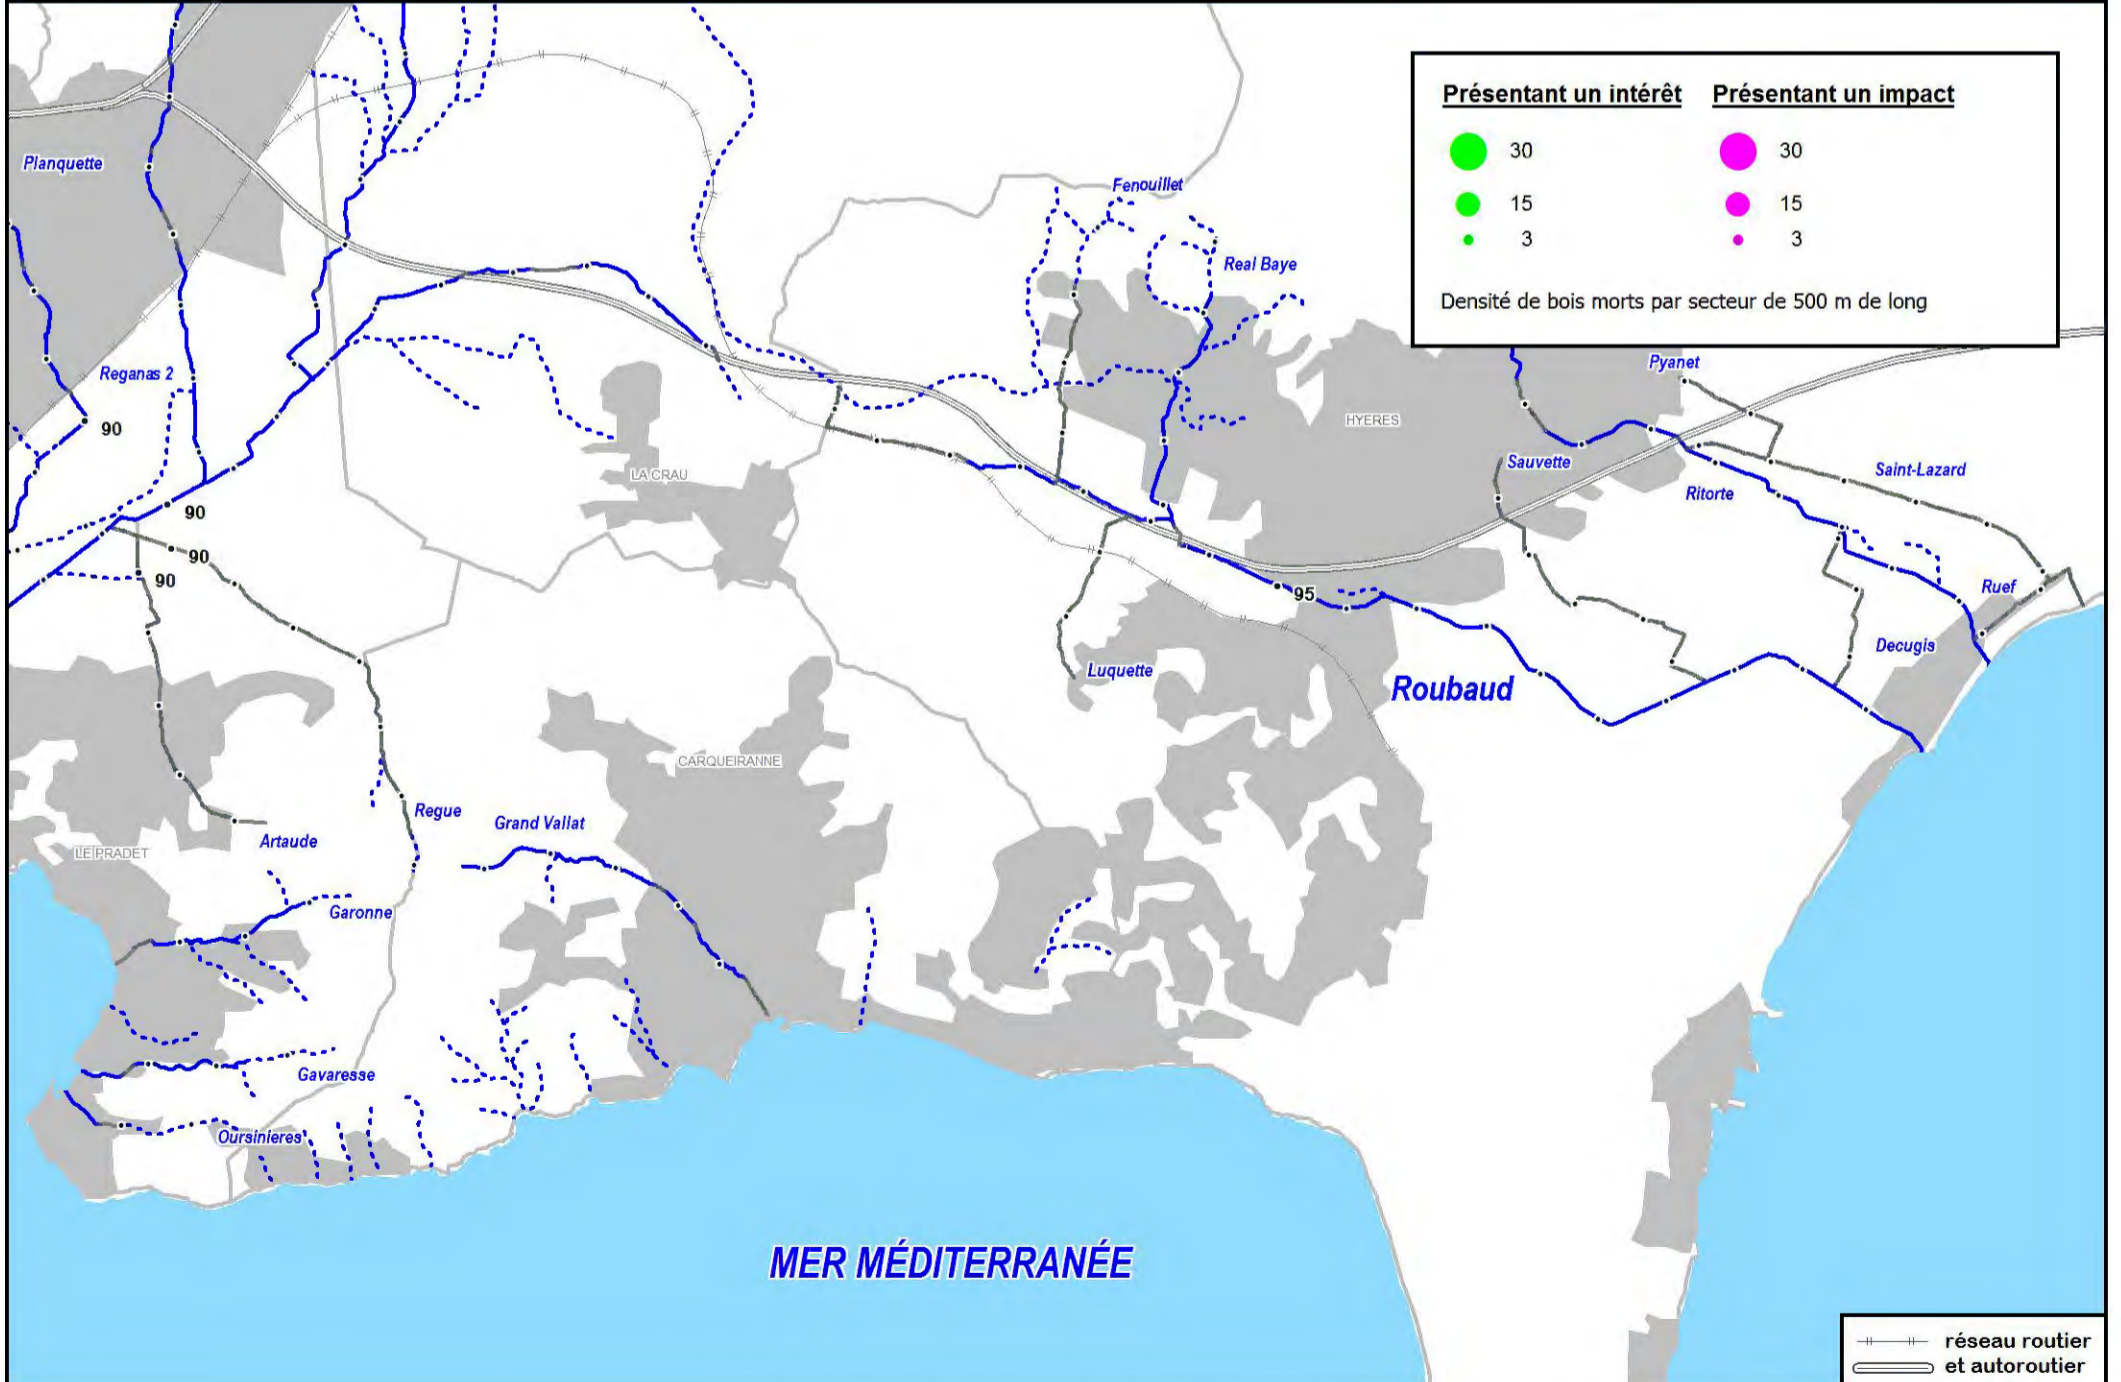 Présentant un intérêt Présentant un impact
30 30
15 15
3 3
Densité de bois morts par secteur de 500 m de long
Planquette
Fenouillet
Real Baye
Reganas 2
90
Pyanet
HYERES
Sauvette
Saint-Lazard
LA CRAU
Ritorte
90
90
90
95
Ruef
Decugis
Luquette
Roubaud
CARQUEIRANNE
Regue
Grand Vallat
Artaude
LE PRADET
Garonne
Gavaresse
Oursinieres
MER MÉDITERRANÉE
réseau routier
et autoroutier